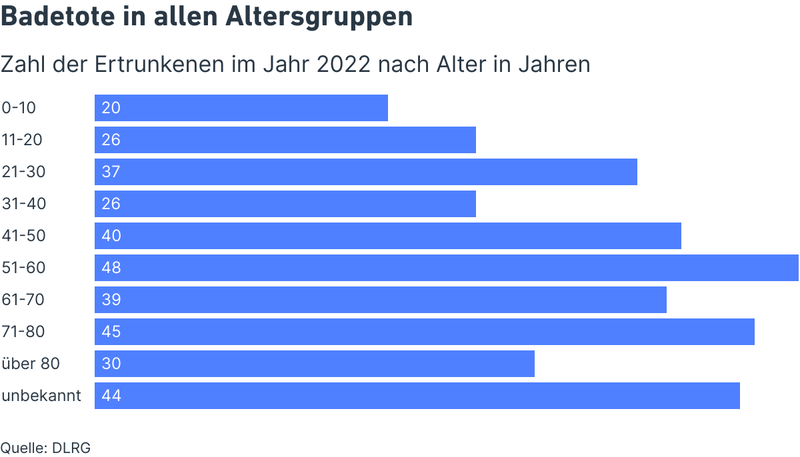 Badetote in allen Altersgruppen
Zahl der Ertrunkenen im Jahr 2022 nach Alter in Jahren
0-10 20
11-20 26
21-30 37
31-40 26
41-50 40
51-60 48
61-70 39
71-80 45
über 80 30
unbekannt 44
Quelle: DLRG